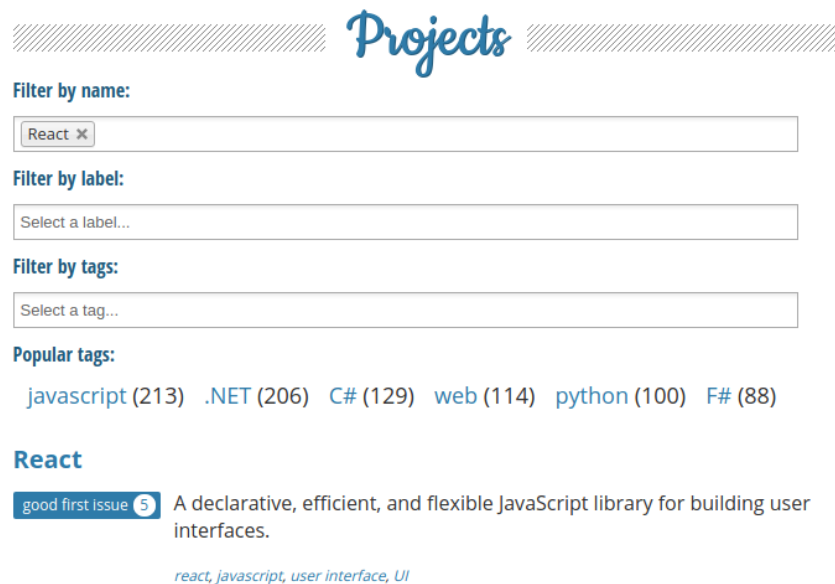 Projects
Filter by name:
React ×
Filter by label:
Select a label...
Filter by tags:
Select a tag...
Popular tags:
javascript (213) .NET (206) C# (129) web (114) python (100) F# (88)
React
good first issue 5 A declarative, efficient, and flexible JavaScript library for building user
interfaces.
react, javascript, user interface, UI